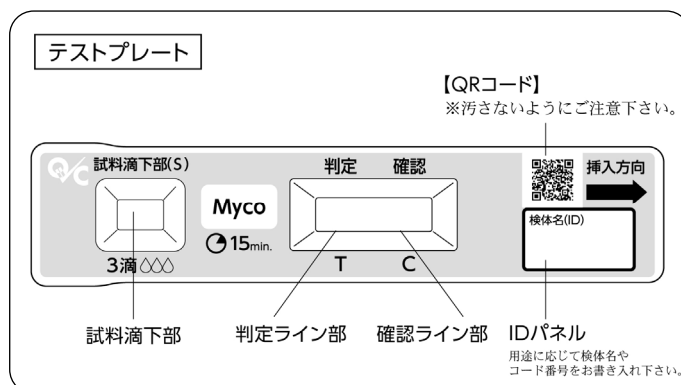 テストプレート
【QRコード】
※汚さないようにご注意下さい。
試料滴下部(S)
判定 確認
挿入方向
Q/C
Myco
15min.
検体名(ID)
3滴
T C
試料滴下部
判定ライン部
確認ライン部
IDパネル
用途に応じて検体名や
コード番号をお書き入れ下さい。